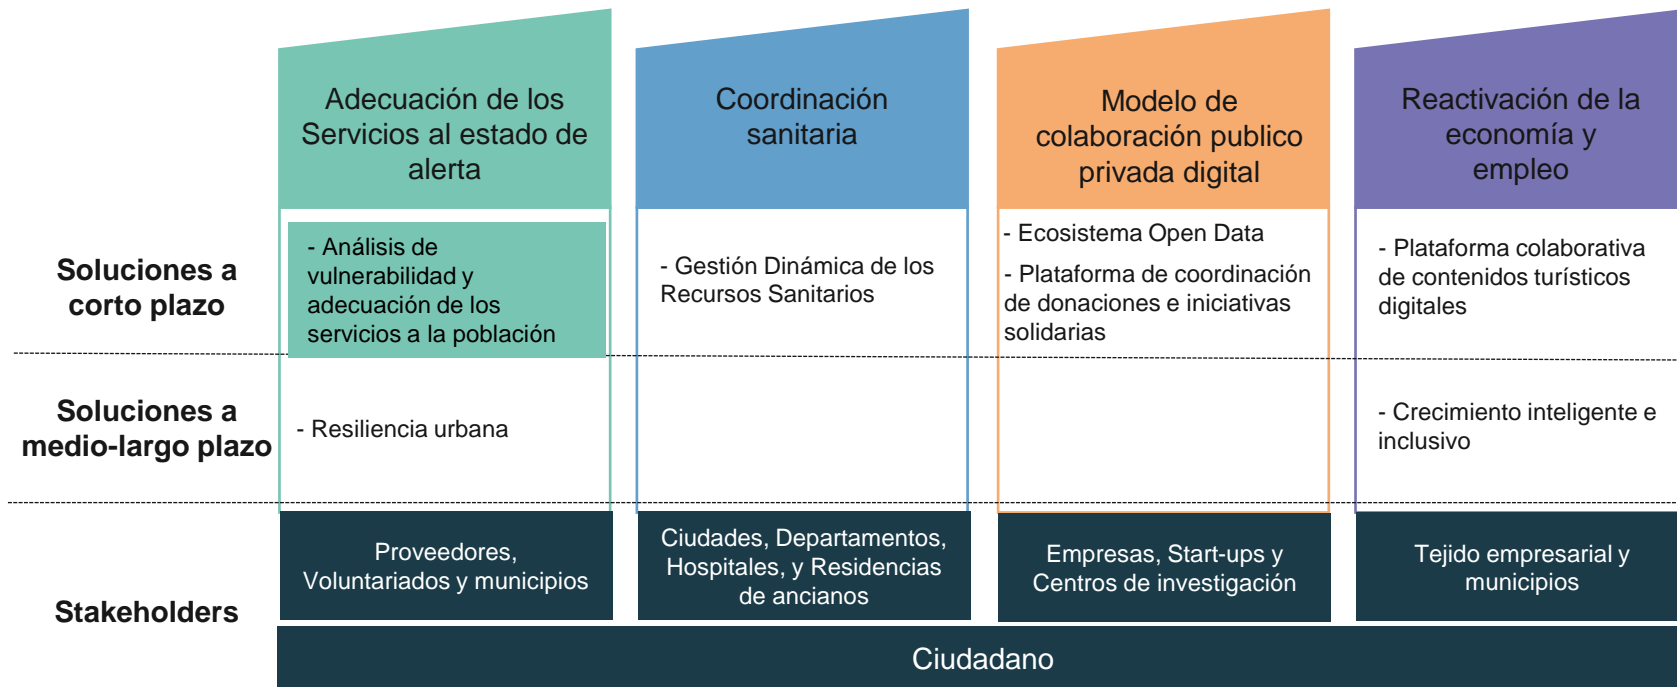 Adecuación de los
Servicios al estado de
alerta
Coordinación
sanitaria
Modelo de
colaboración publico
privada digital
Reactivación de la
economía y
empleo
Soluciones a
corto plazo
- Análisis de
vulnerabilidad y
adecuación de los
servicios a la población
- Gestión Dinámica de los
Recursos Sanitarios
- Ecosistema Open Data
- Plataforma de coordinación
de donaciones e iniciativas
solidarias
- Plataforma colaborativa
de contenidos turísticos
digitales
Soluciones a
medio-largo plazo
- Resiliencia urbana
- Crecimiento inteligente e
inclusivo
Stakeholders
Proveedores,
Voluntariados y municipios
Ciudades, Departamentos,
Hospitales, y Residencias
de ancianos
Empresas, Start-ups y
Centros de investigación
Tejido empresarial y
municipios
Ciudadano